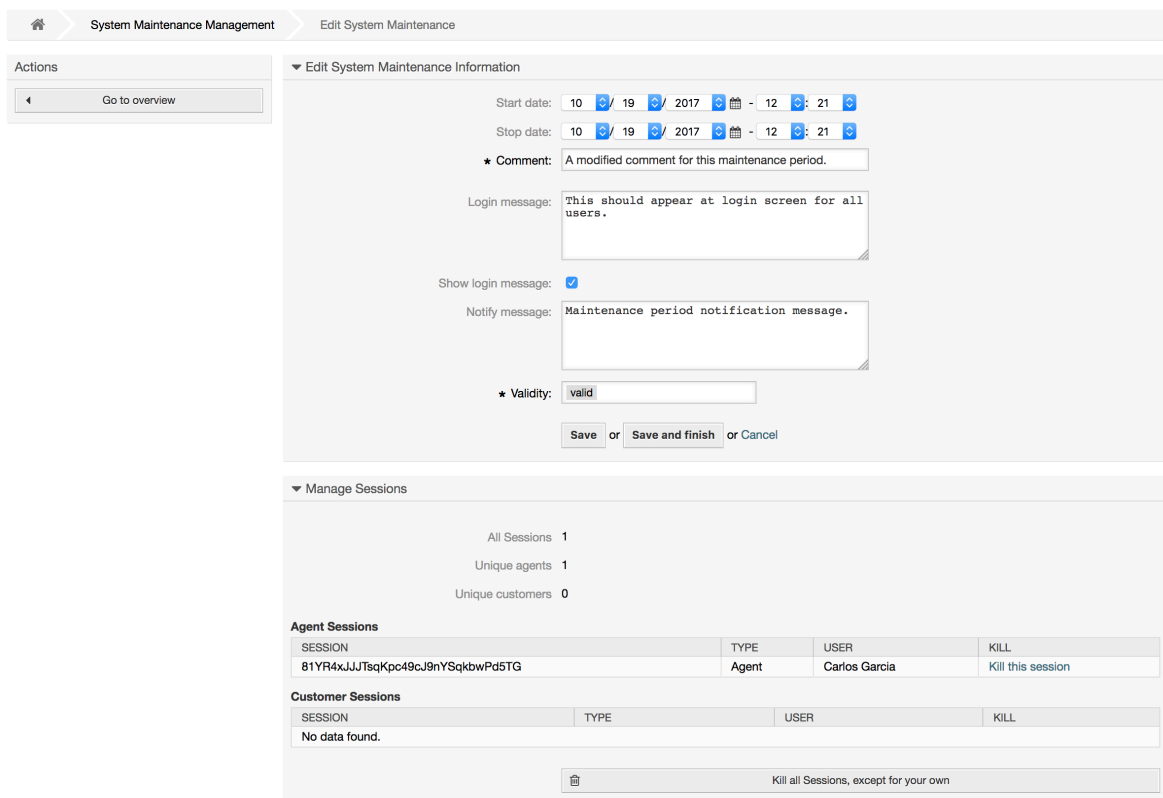 System Maintenance Management Edit System Maintenance
Actions
Go to overview
Edit System Maintenance Information
Start date: 10 / 19 / 2017 - 12 : 21
Stop date: 10 / 19 / 2017 - 12 : 21
★ Comment: A modified comment for this maintenance period.
Login message: This should appear at login screen for all
users.
Show login message:
Notify message: Maintenance period notification message.
★ Validity: valid
Save or Save and finish or Cancel
Manage Sessions
All Sessions 1
Unique agents 1
Unique customers 0
Agent Sessions
SESSION TYPE USER KILL
81YR4xJJJTsqKpc49cJ9nYSqkbwPd5TG Agent Carlos Garcia Kill this session
Customer Sessions
SESSION TYPE USER KILL
No data found.
Kill all Sessions, except for your own